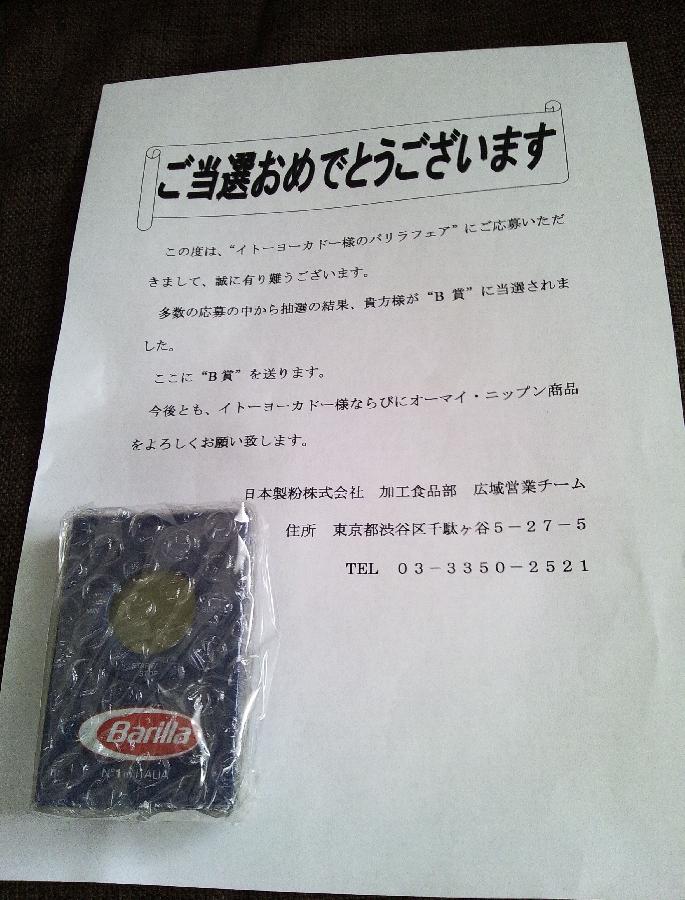 ご当選おめでとうございます
この度は、“イトーヨーカドー様のバリラフェア”にご応募いただ
きまして、誠に有り難うございます。
多数の応募の中から抽選の結果、貴方様が“B 賞”に当選されま
した。
ここに“B賞”を送ります。
今後とも、イトーヨーカドー様ならびにオーマイ・ニップン商品
をよろしくお願い致します。
日本製粉株式会社　加工食品部　広域営業チーム
住所　東京都渋谷区千駄ヶ谷５－２７－５
TEL　０３－３３５０－２５２１
Barilla
N°1 in ITALIA